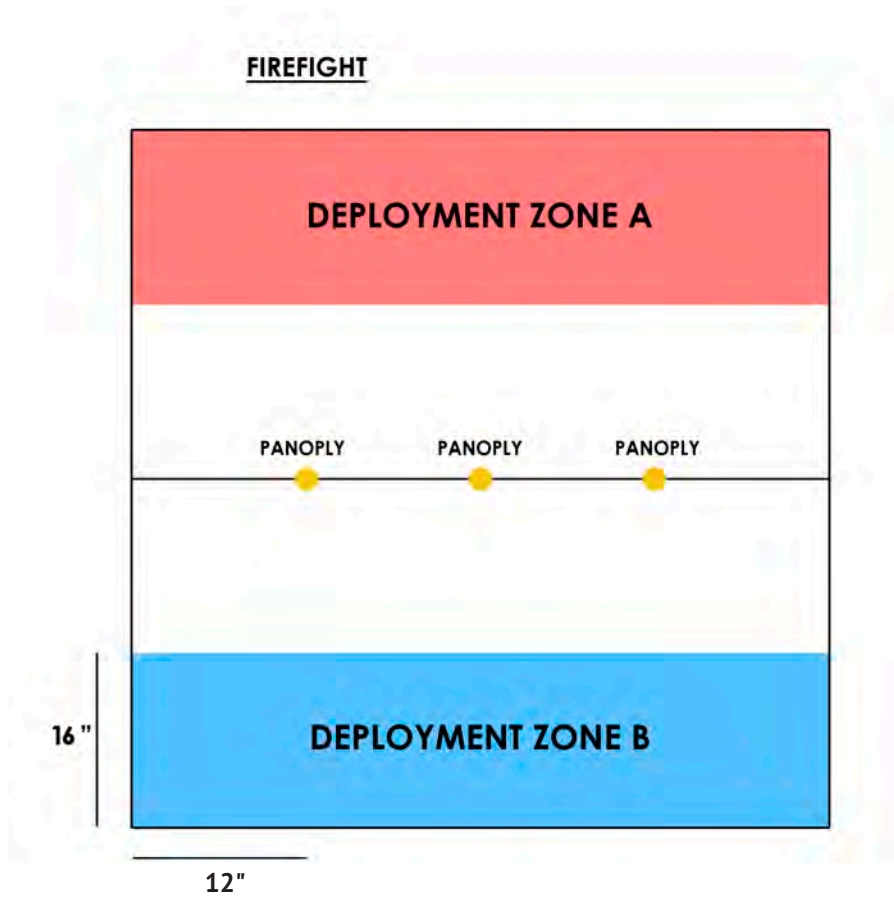 FIREFIGHT
DEPLOYMENT ZONE A
PANOPLY PANOPLY PANOPLY
16 "
DEPLOYMENT ZONE B
12"